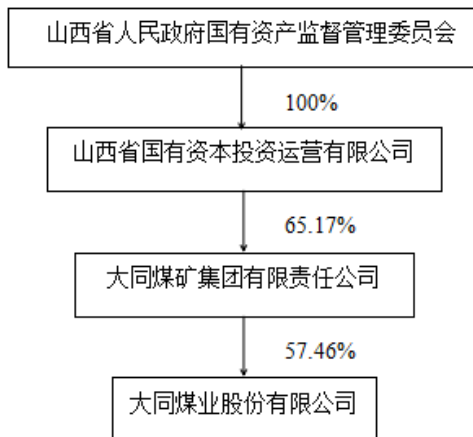 山西省人民政府国有资产监督管理委员会
100%
山西省国有资本投资运营有限公司
65.17%
大同煤矿集团有限责任公司
57.46%
大同煤业股份有限公司